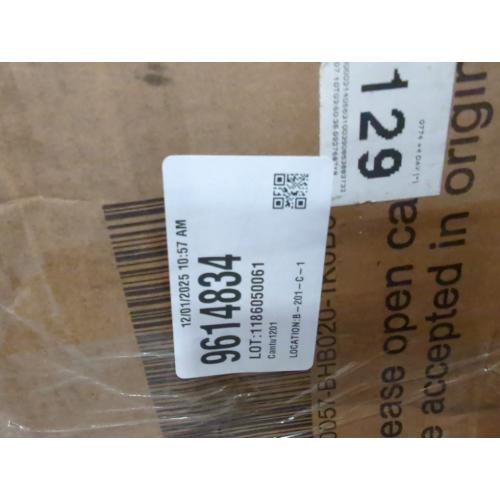 12/01/2025 10:57 AM
9614834
LOT:1186050061
Cantu1201
LOCATION:B-201-C-1
129
ease open ca
e accepted in origin